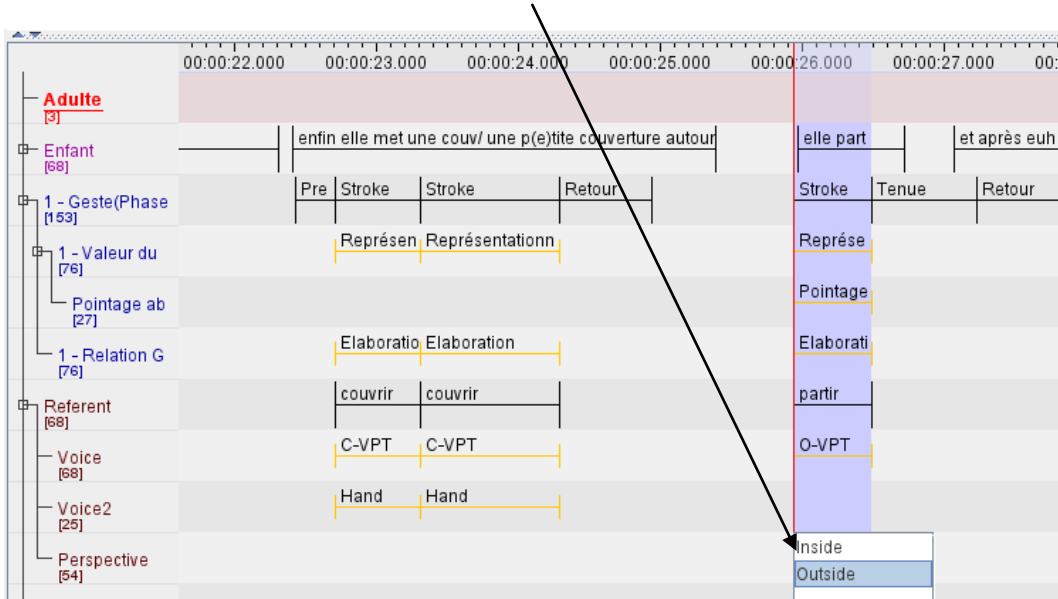 00:00:22.000 00:00:23.000 00:00:24.000 00:00:25.000 00:00:26.000 00:00:27.000 00:
Adulte
[3]
Enfant enfin elle met une couv/ une p(e)tite couverture autour elle part et après euh
[68]
1 - Geste(Phase Pre Stroke Stroke Retour Stroke Tenue Retour
[153]
1 - Valeur du Représen Représentationn Représe
[76]
Pointage ab Pointage
[27]
1 - Relation G Elaboratio Elaboration Elaborati
[76]
Referent couvrir couvrir partir
[68]
Voice C-VPT C-VPT O-VPT
[68]
Voice2 Hand Hand
[25]
Perspective Inside
[54] Outside